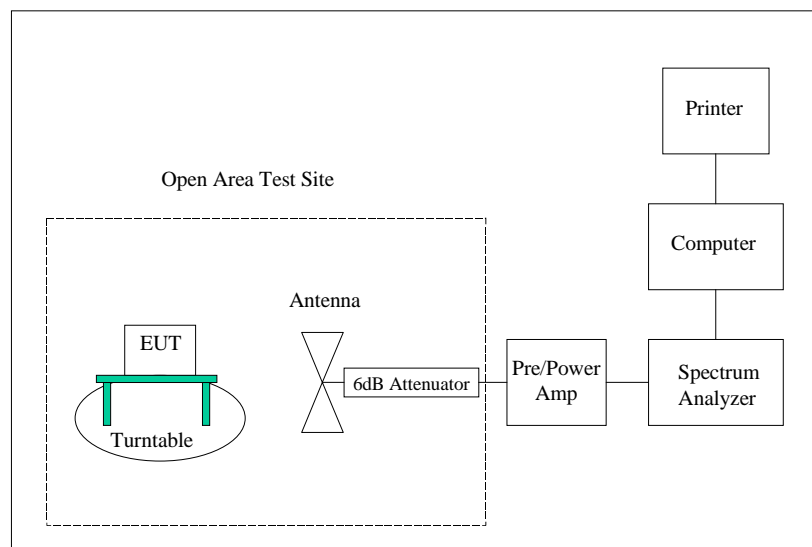 Printer
Open Area Test Site
Computer
Antenna
EUT
6dB Attenuator
Pre/Power
Amp
Spectrum
Analyzer
Turntable